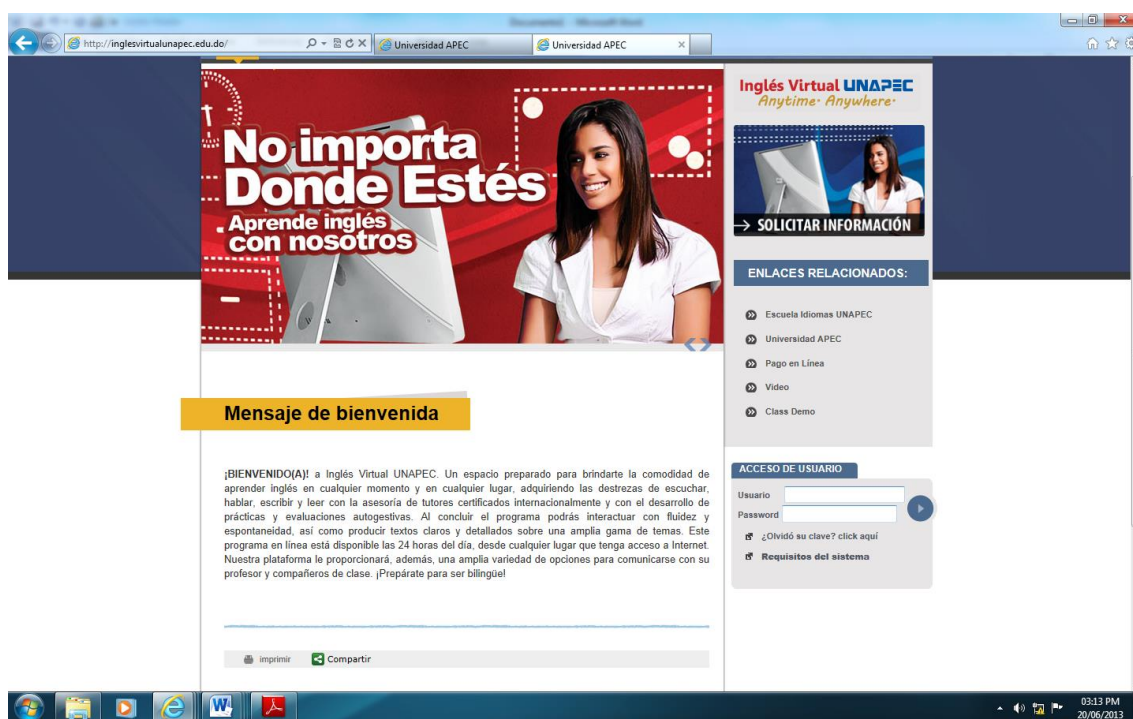 Document1 - Microsoft Word
http://inglesvirtualunapec.edu.do/
Universidad APEC
Universidad APEC
No importa
Donde Estés
Aprende inglés
con nosotros
Inglés Virtual UNAPEC
Anytime· Anywhere·
→ SOLICITAR INFORMACIÓN
ENLACES RELACIONADOS:
Escuela Idiomas UNAPEC
Universidad APEC
Pago en Línea
Video
Class Demo
Mensaje de bienvenida
¡BIENVENIDO(A)! a Inglés Virtual UNAPEC. Un espacio preparado para brindarte la comodidad de
aprender inglés en cualquier momento y en cualquier lugar, adquiriendo las destrezas de escuchar,
hablar, escribir y leer con la asesoría de tutores certificados internacionalmente y con el desarrollo de
prácticas y evaluaciones autogestivas. Al concluir el programa podrás interactuar con fluidez y
espontaneidad, así como producir textos claros y detallados sobre una amplia gama de temas. Este
programa en línea está disponible las 24 horas del día, desde cualquier lugar que tenga acceso a Internet.
Nuestra plataforma le proporcionará, además, una amplia variedad de opciones para comunicarse con su
profesor y compañeros de clase. ¡Prepárate para ser bilingüe!
imprimir
Compartir
ACCESO DE USUARIO
Usuario
Password
¿Olvidó su clave? click aquí
Requisitos del sistema
03:13 PM
20/06/2013